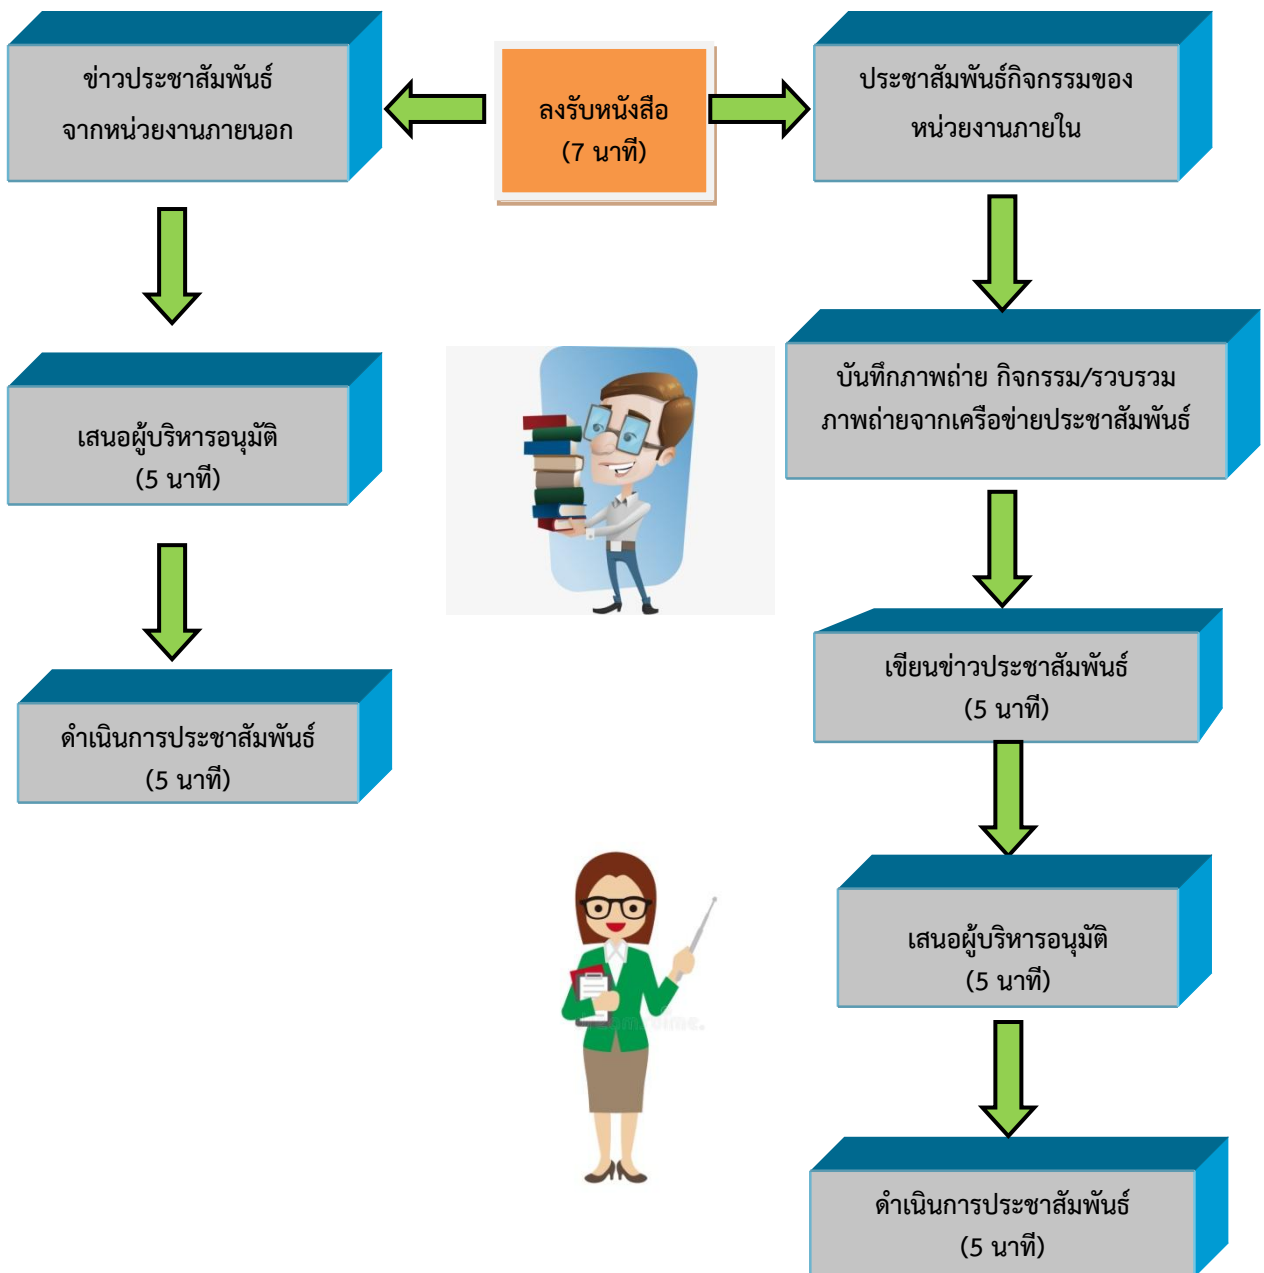 ข่าวประชาสัมพันธ์
จากหน่วยงานภายนอก
ลงรับหนังสือ
(7 นาที)
ประชาสัมพันธ์กิจกรรมของ
หน่วยงานภายใน
เสนอผู้บริหารอนุมัติ
(5 นาที)
บันทึกภาพถ่าย กิจกรรม/รวบรวม
ภาพถ่ายจากเครือข่ายประชาสัมพันธ์
ดำเนินการประชาสัมพันธ์
(5 นาที)
เขียนข่าวประชาสัมพันธ์
(5 นาที)
เสนอผู้บริหารอนุมัติ
(5 นาที)
ดำเนินการประชาสัมพันธ์
(5 นาที)